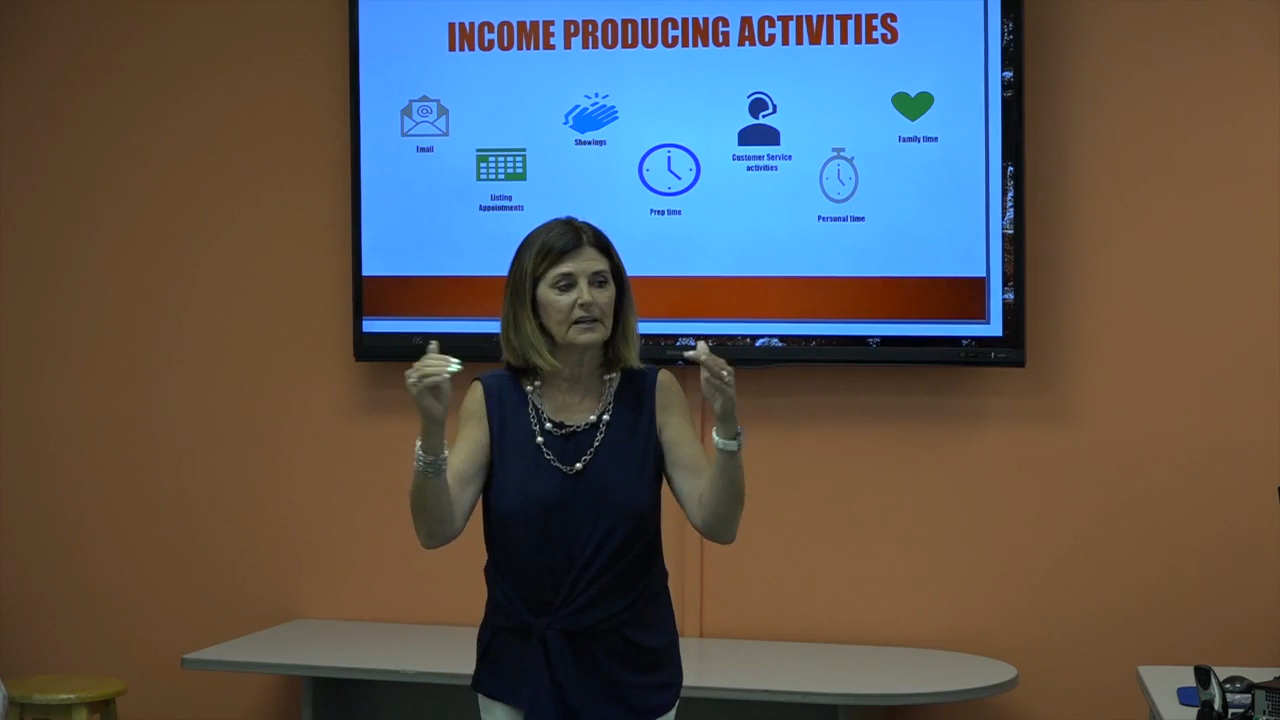 INCOME PRODUCING ACTIVITIES
@
Email
Listing
Appointments
Showings
Prep time
Customer Service
activities
Personal time
Family time